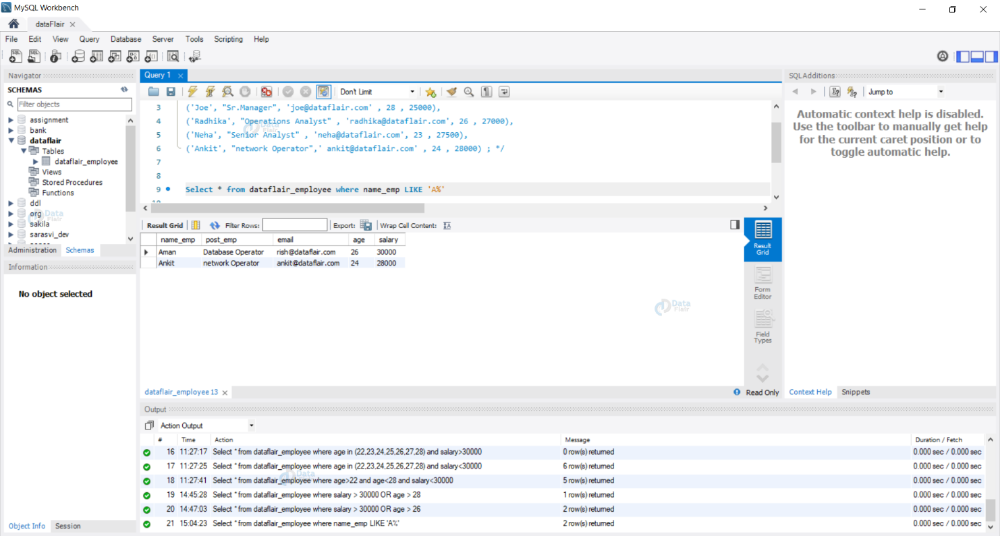 MySQL Workbench
dataFlair
File Edit View Query Database Server Tools Scripting Help
Navigator
SCHEMAS
Filter objects
assignment
bank
dataflair
Tables
dataflair_employee
Views
Stored Procedures
Functions
ddl
org
sakila
sarasvi_dev
Administration Schemas
Information
No object selected
Object Info Session
Query 1
Don't Limit
3 ('Joe', "Sr.Manager", 'joe@dataflair.com' , 28 , 25000),
4 ('Radhika', "Operations Analyst" , 'radhika@dataflair.com', 26 , 27000),
5 ('Neha', "Senior Analyst" , 'neha@dataflair.com', 23 , 27500),
6 ('Ankit', "network Operator",' ankit@dataflair.com' , 24 , 28000) ; */
7
8
9 Select * from dataflair_employee where name_emp LIKE 'A%'
10
Result Grid Filter Rows: Export: Wrap Cell Content:
name_emp post_emp email age salary
Aman Database Operator rish@dataflair.com 26 30000
Ankit network Operator ankit@dataflair.com 24 28000
Result
Grid
Form
Editor
Field
Types
Data
Flair
Data
Flair
Data
Flair
Data
dataflair_employee 13
Read Only
SQLAdditions
Jump to
Automatic context help is disabled.
Use the toolbar to manually get help
for the current caret position or to
toggle automatic help.
Context Help Snippets
Output
Action Output
# Time Action Message Duration / Fetch
16 11:27:17 Select * from dataflair_employee where age in (22,23,24,25,26,27,28) and salary>30000 0 row(s) returned 0.000 sec / 0.000 sec
17 11:27:25 Select * from dataflair_employee where age in (22,23,24,25,26,27,28) and salary<30000 6 row(s) returned 0.000 sec / 0.000 sec
18 11:27:41 Select * from dataflair_employee where age>22 and age<28 and salary<30000 5 row(s) returned 0.000 sec / 0.000 sec
19 14:45:28 Select * from dataflair_employee where salary > 30000 OR age > 28 1 row(s) returned 0.000 sec / 0.000 sec
20 14:47:03 Select * from dataflair_employee where salary > 30000 OR age > 26 2 row(s) returned 0.000 sec / 0.000 sec
21 15:04:23 Select * from dataflair_employee where name_emp LIKE 'A%' 2 row(s) returned 0.000 sec / 0.000 sec